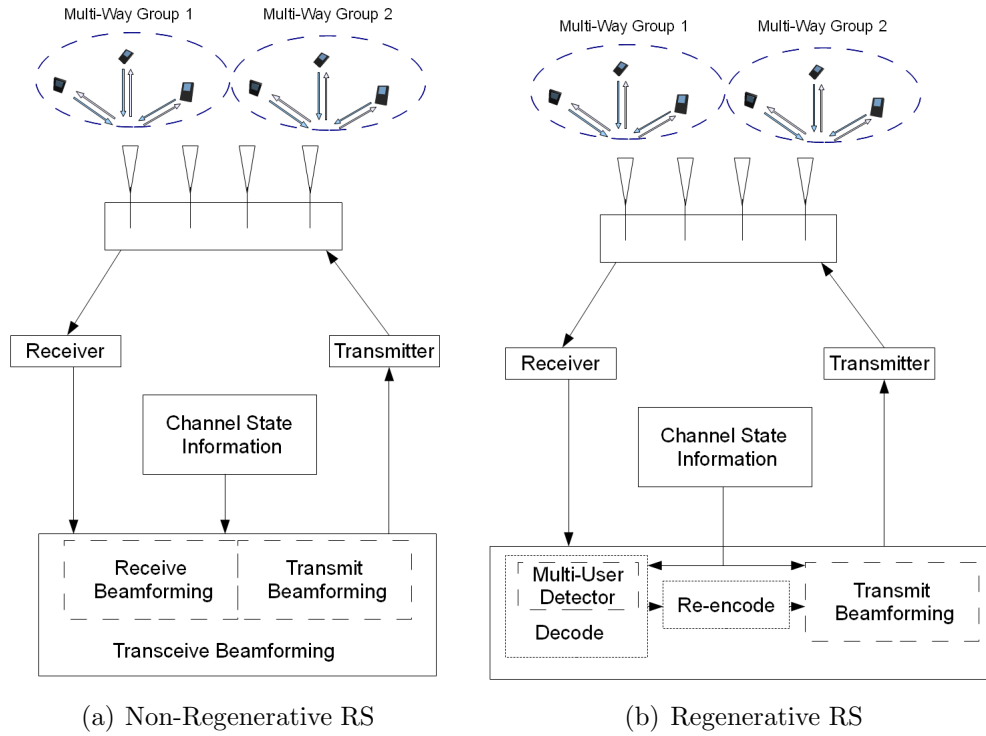 Multi-Way Group 1
Multi-Way Group 2
Receiver
Transmitter
Channel State
Information
Receive
Beamforming
Transmit
Beamforming
Transceive Beamforming
(a) Non-Regenerative RS
Multi-Way Group 1
Multi-Way Group 2
Receiver
Transmitter
Channel State
Information
Multi-User
Detector
Decode
Re-encode
Transmit
Beamforming
(b) Regenerative RS